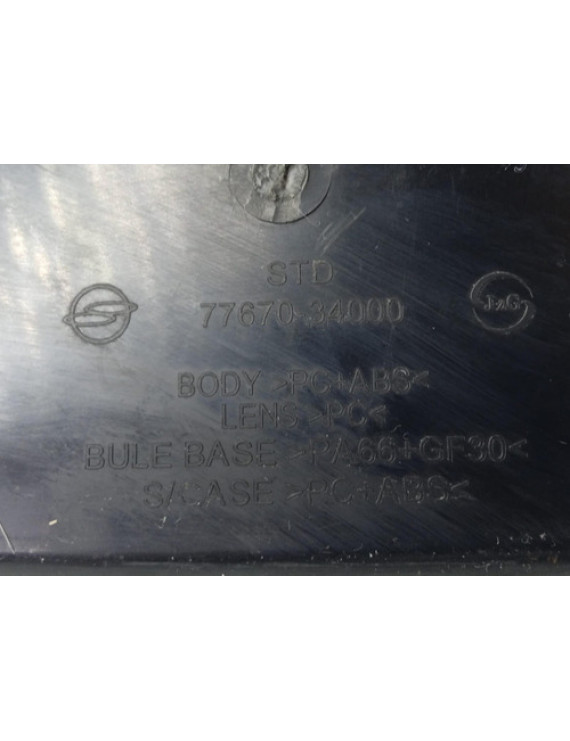 STD
77670-34000
J&G
BODY >PC+ABS<
LENS >PC<
BULE BASE >PA66+GF30<
S/CASE >PC+ABS<